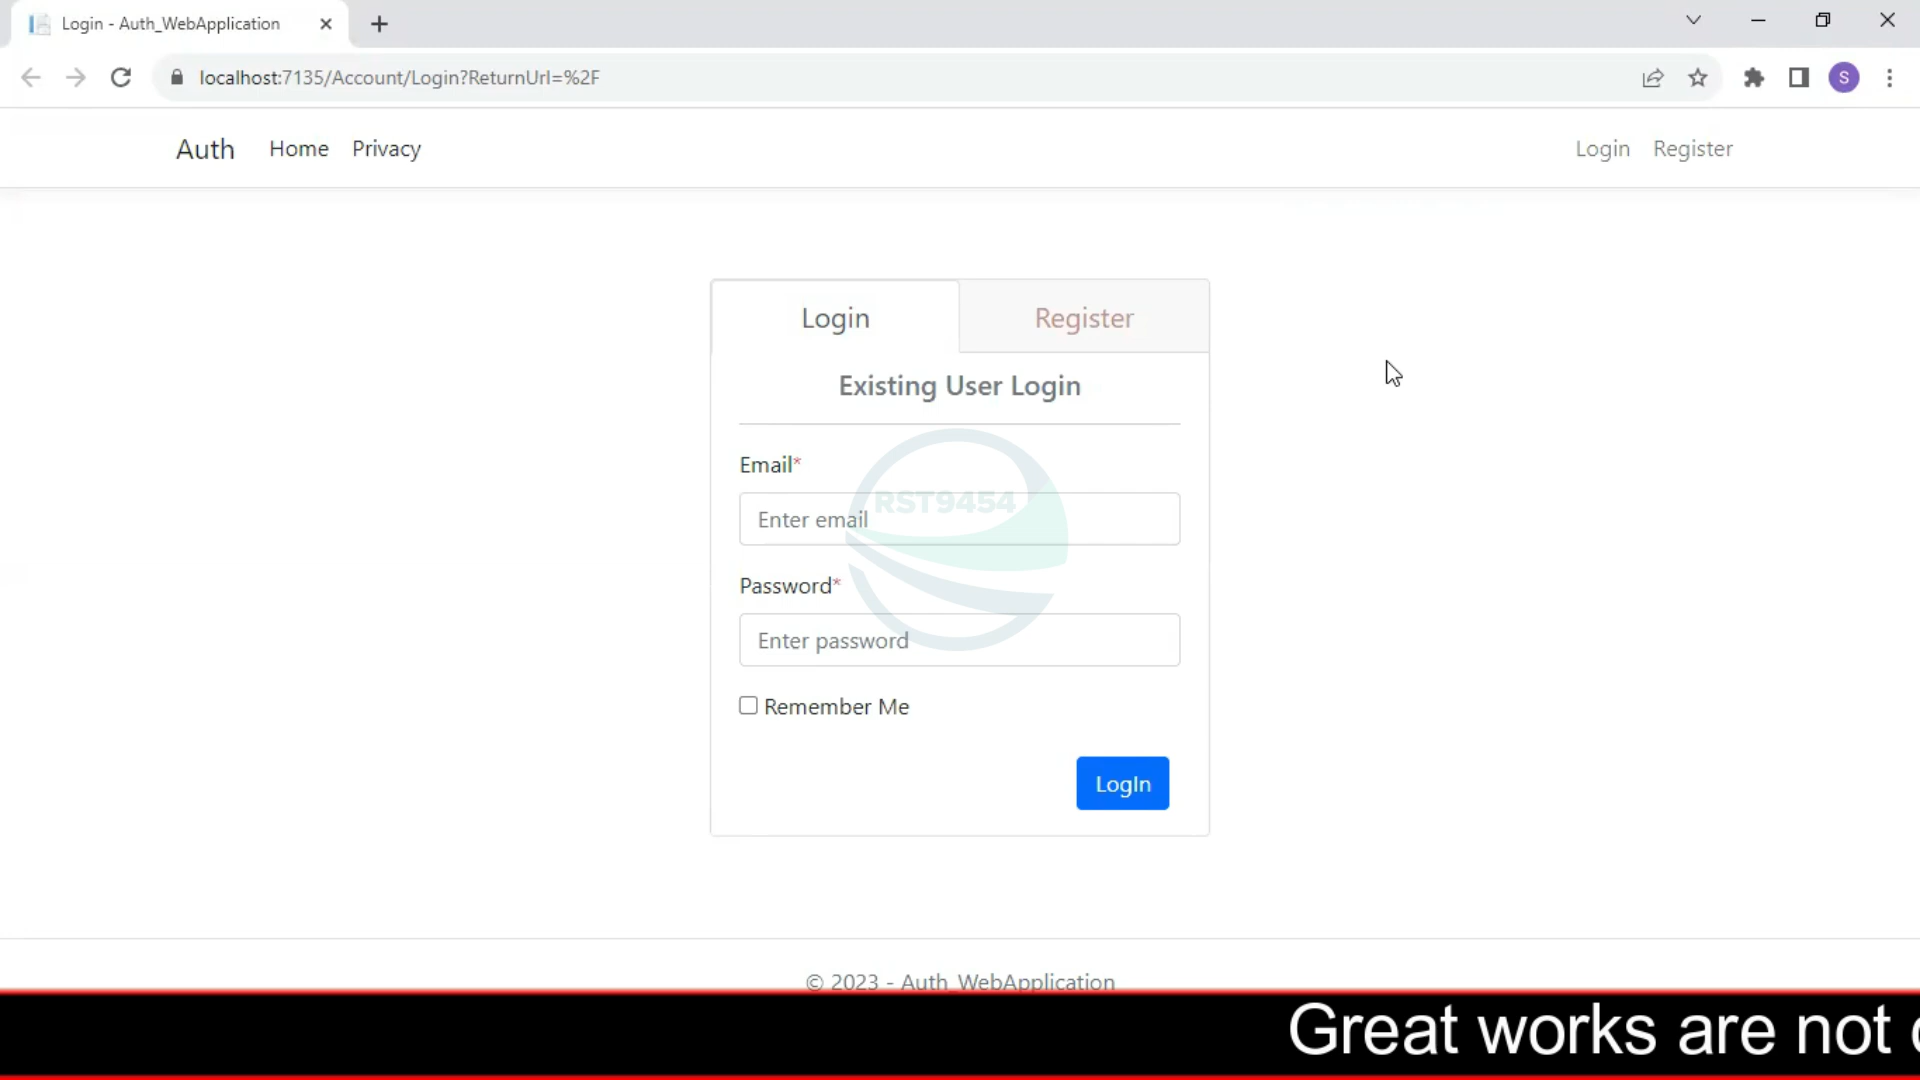 Login - Auth_WebApplication
localhost:7135/Account/Login?ReturnUrl=%2F
S
Auth Home Privacy Login Register
Login Register
Existing User Login
Email*
RST9454
Enter email
Password*
Enter password
Remember Me
LogIn
© 2023 - Auth_WebApplication
Great works are not